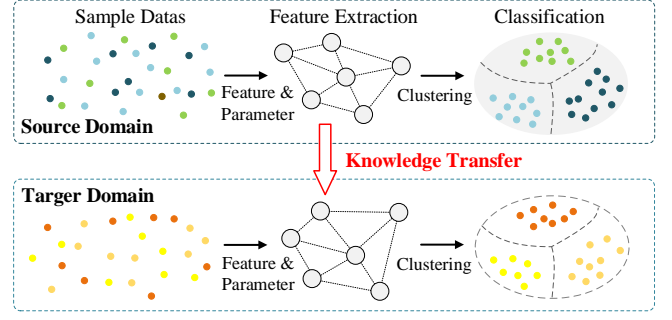 Sample Datas
Feature Extraction
Classification
Feature &
Parameter
Clustering
Source Domain
Knowledge Transfer
Targer Domain
Feature &
Parameter
Clustering